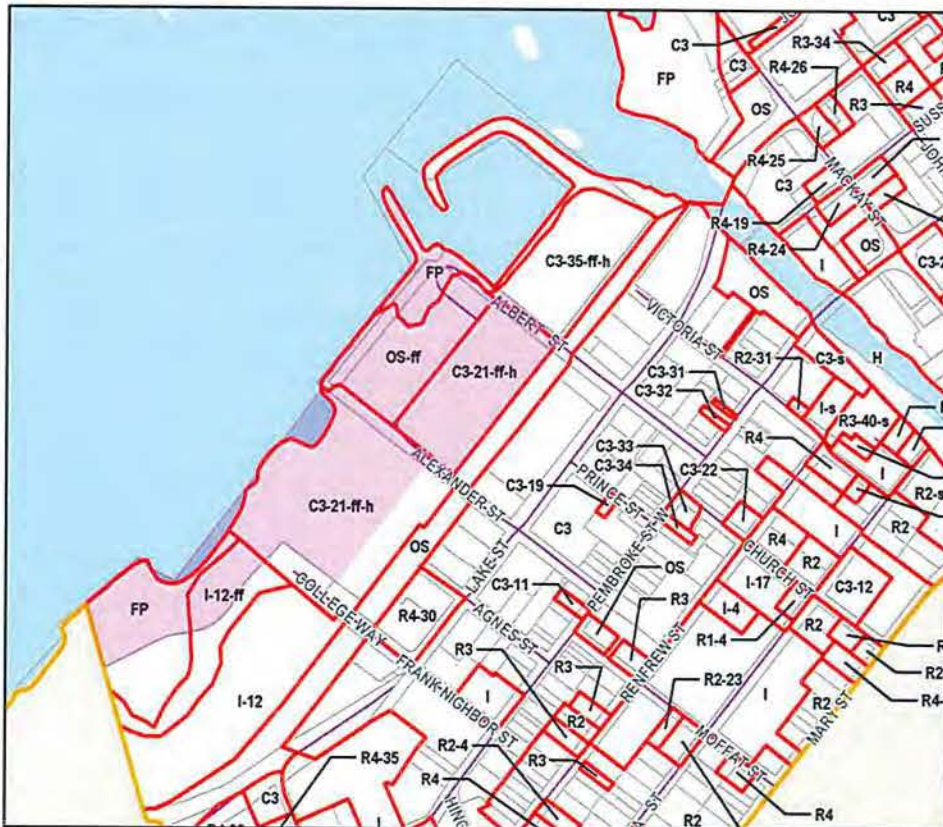 C3
C3
R3-34
R4-26
C3
R4
FP
OS
R3
SUSS
R4-25
JOHN
C3
MACKAY ST
R4-19
R4-24
OS
I
C3-2
C3-35-ff-h
FP
ALBERT ST
OS
VICTORIA ST
OS-ff
H
R2-31
C3-s
C3-21-ff-h
C3-31
C3-32
I-s
R3-40-s
R4
C3-33
ALEXANDER ST
C3-34
C3-22
I
PRINCE ST
R2-s
C3-19
C3-21-ff-h
I
R2
C3
PEMBROKE ST W
R4
CHURCH ST
R2
OS
LAKE ST
OS
C3-11
I-17
C3-12
I-12-ff
COLLEGE WAY
FP
R4-30
AGNES ST
R3
I-4
R1-4
R2
R
R3
R3
RENFREW ST
R2
FRANK NIGHBOR ST
R2-23
R4-
I
R2
I
I-12
R2
MARY ST
R2-4
MOFFAT ST
R4-35
R3
R4
C3
R4
I
R2